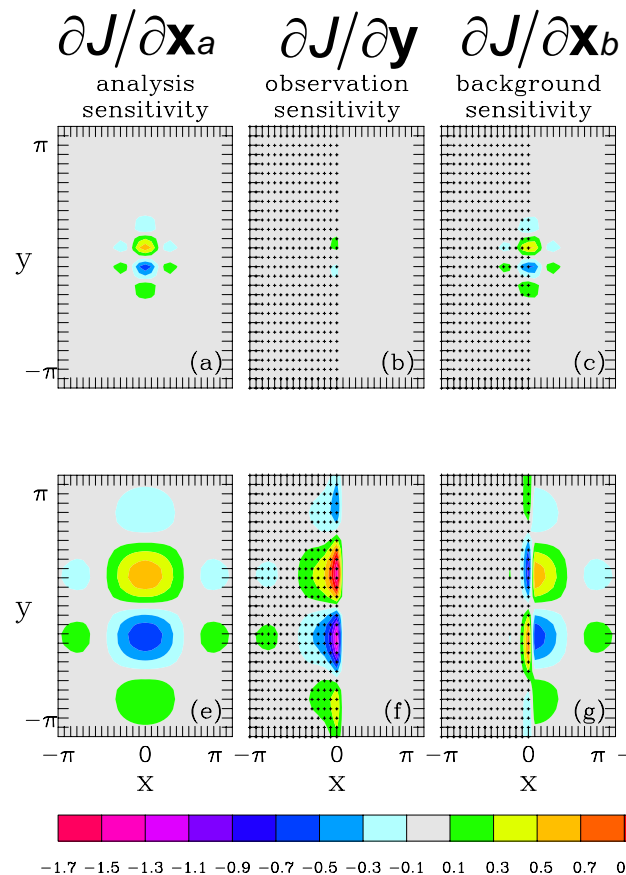 ∂J/∂xa ∂J/∂y ∂J/∂xb
analysis sensitivity observation sensitivity background sensitivity
π
y
−π
(a) (b) (c)
π
y
−π
(e) (f) (g)
−π 0 π −π 0 π −π 0 π −
x x x
-1.7 -1.5 -1.3 -1.1 -0.9 -0.7 -0.5 -0.3 -0.1 0.1 0.3 0.5 0.7 0